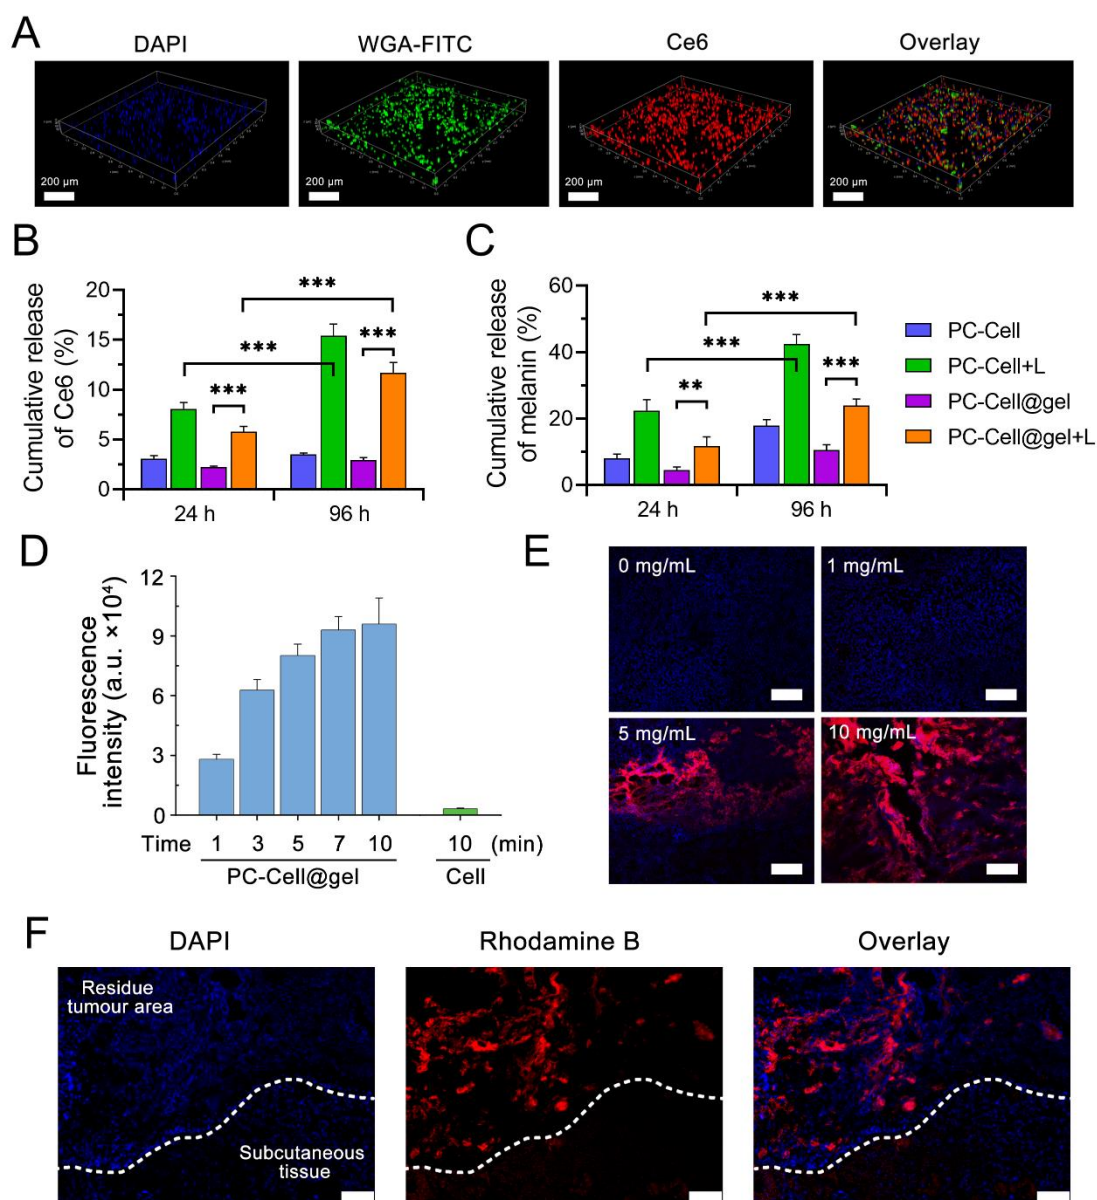 A
DAPI
WGA-FITC
Ce6
Overlay
200 µm
200 µm
200 µm
200 µm
B
Cumulative release
of Ce6 (%)
20
15
10
5
0
***
***
***
***
24 h
96 h
C
Cumulative release
of melanin (%)
60
40
20
0
***
***
**
***
24 h
96 h
PC-Cell
PC-Cell+L
PC-Cell@gel
PC-Cell@gel+L
D
Fluorescence
intensity (a.u. ×10⁴)
12
9
6
3
0
Time 1 3 5 7 10 10 (min)
PC-Cell@gel Cell
E
0 mg/mL
1 mg/mL
5 mg/mL
10 mg/mL
F
DAPI
Rhodamine B
Overlay
Residue
tumour area
Subcutaneous
tissue